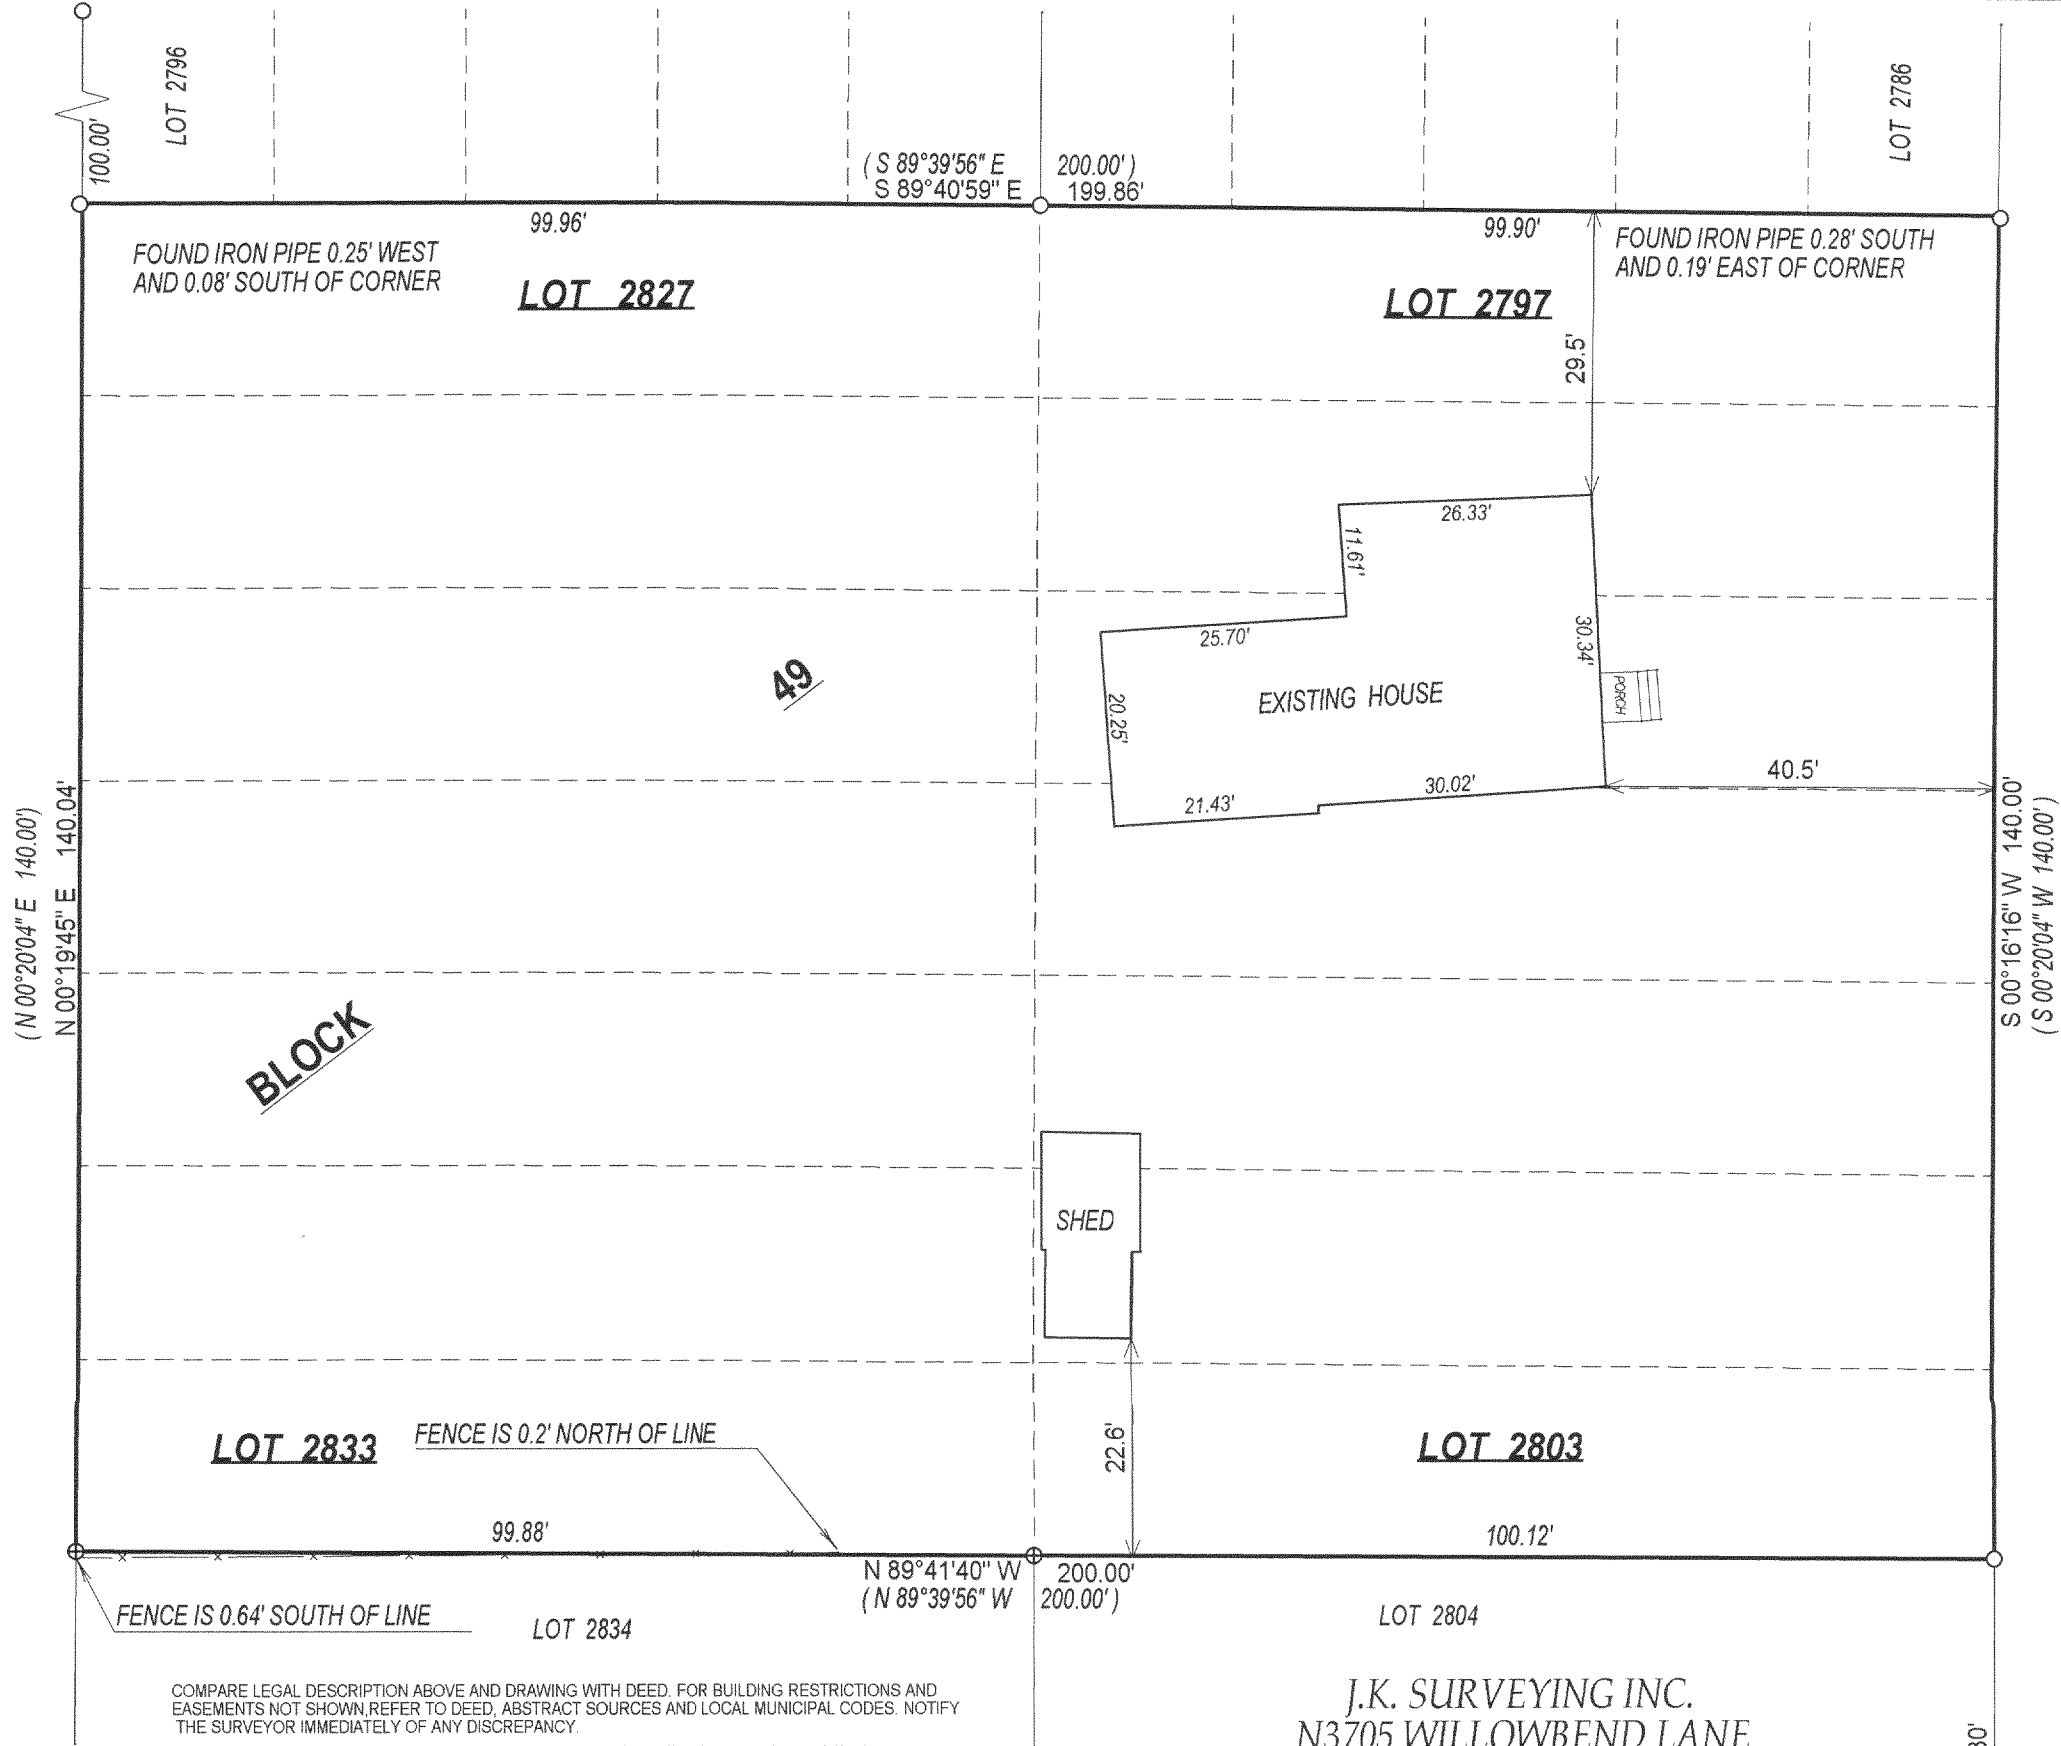 LOT 2796
LOT 2786
100.00'
( S 89°39'56" E 200.00' )
S 89°40'59" E 199.86'
99.96'
99.90'
FOUND IRON PIPE 0.25' WEST
AND 0.08' SOUTH OF CORNER
FOUND IRON PIPE 0.28' SOUTH
AND 0.19' EAST OF CORNER
LOT 2827
LOT 2797
29.5'
26.33'
11.61'
25.70'
30.34'
49
EXISTING HOUSE
PORCH
20.25'
40.5'
30.02'
21.43'
( N 00°20'04" E 140.00')
N 00°19'45" E 140.04'
S 00°16'16" W 140.00'
( S 00°20'04" W 140.00' )
BLOCK
SHED
LOT 2833
FENCE IS 0.2' NORTH OF LINE
22.6'
LOT 2803
99.88'
100.12'
N 89°41'40" W 200.00'
( N 89°39'56" W 200.00' )
FENCE IS 0.64' SOUTH OF LINE
LOT 2834
LOT 2804
COMPARE LEGAL DESCRIPTION ABOVE AND DRAWING WITH DEED. FOR BUILDING RESTRICTIONS AND
EASEMENTS NOT SHOWN,REFER TO DEED, ABSTRACT SOURCES AND LOCAL MUNICIPAL CODES. NOTIFY
THE SURVEYOR IMMEDIATELY OF ANY DISCREPANCY.
J.K. SURVEYING INC.
N3705 WILLOWBEND LANE